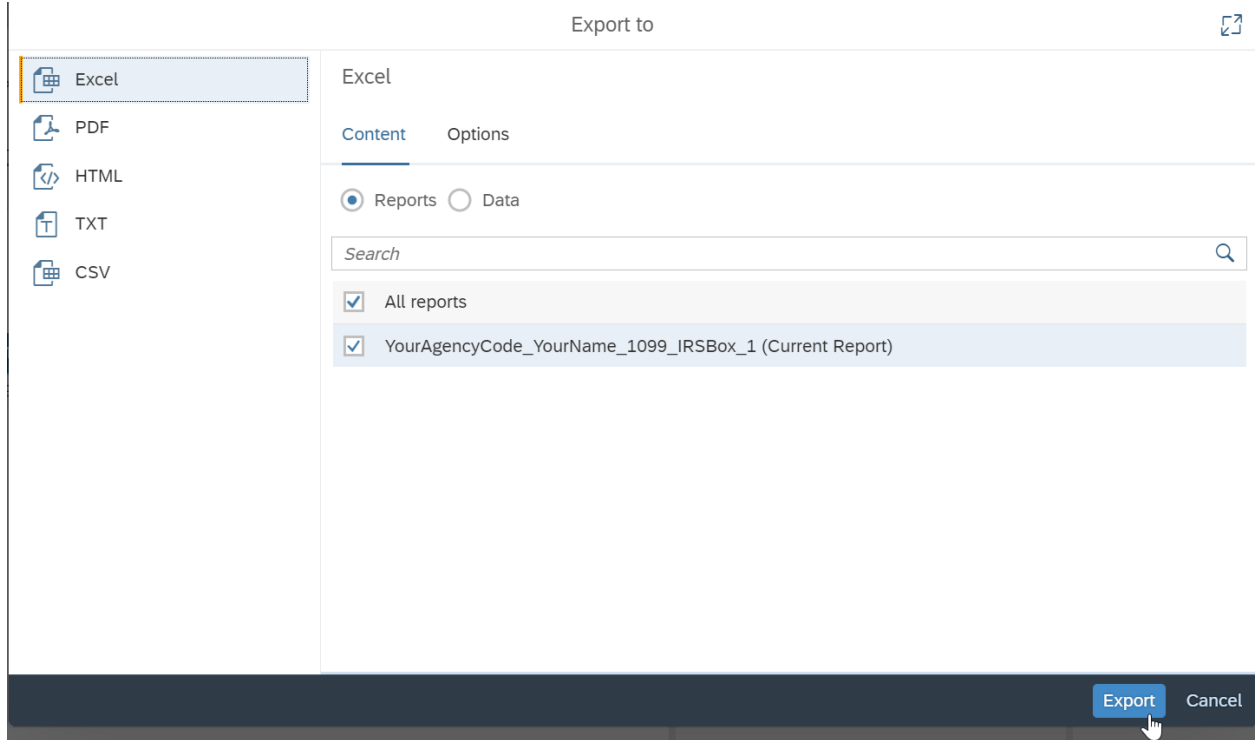 Export to
Excel
PDF
HTML
TXT
CSV
Excel
Content Options
Reports Data
Search
All reports
YourAgencyCode_YourName_1099_IRSBox_1 (Current Report)
Export Cancel